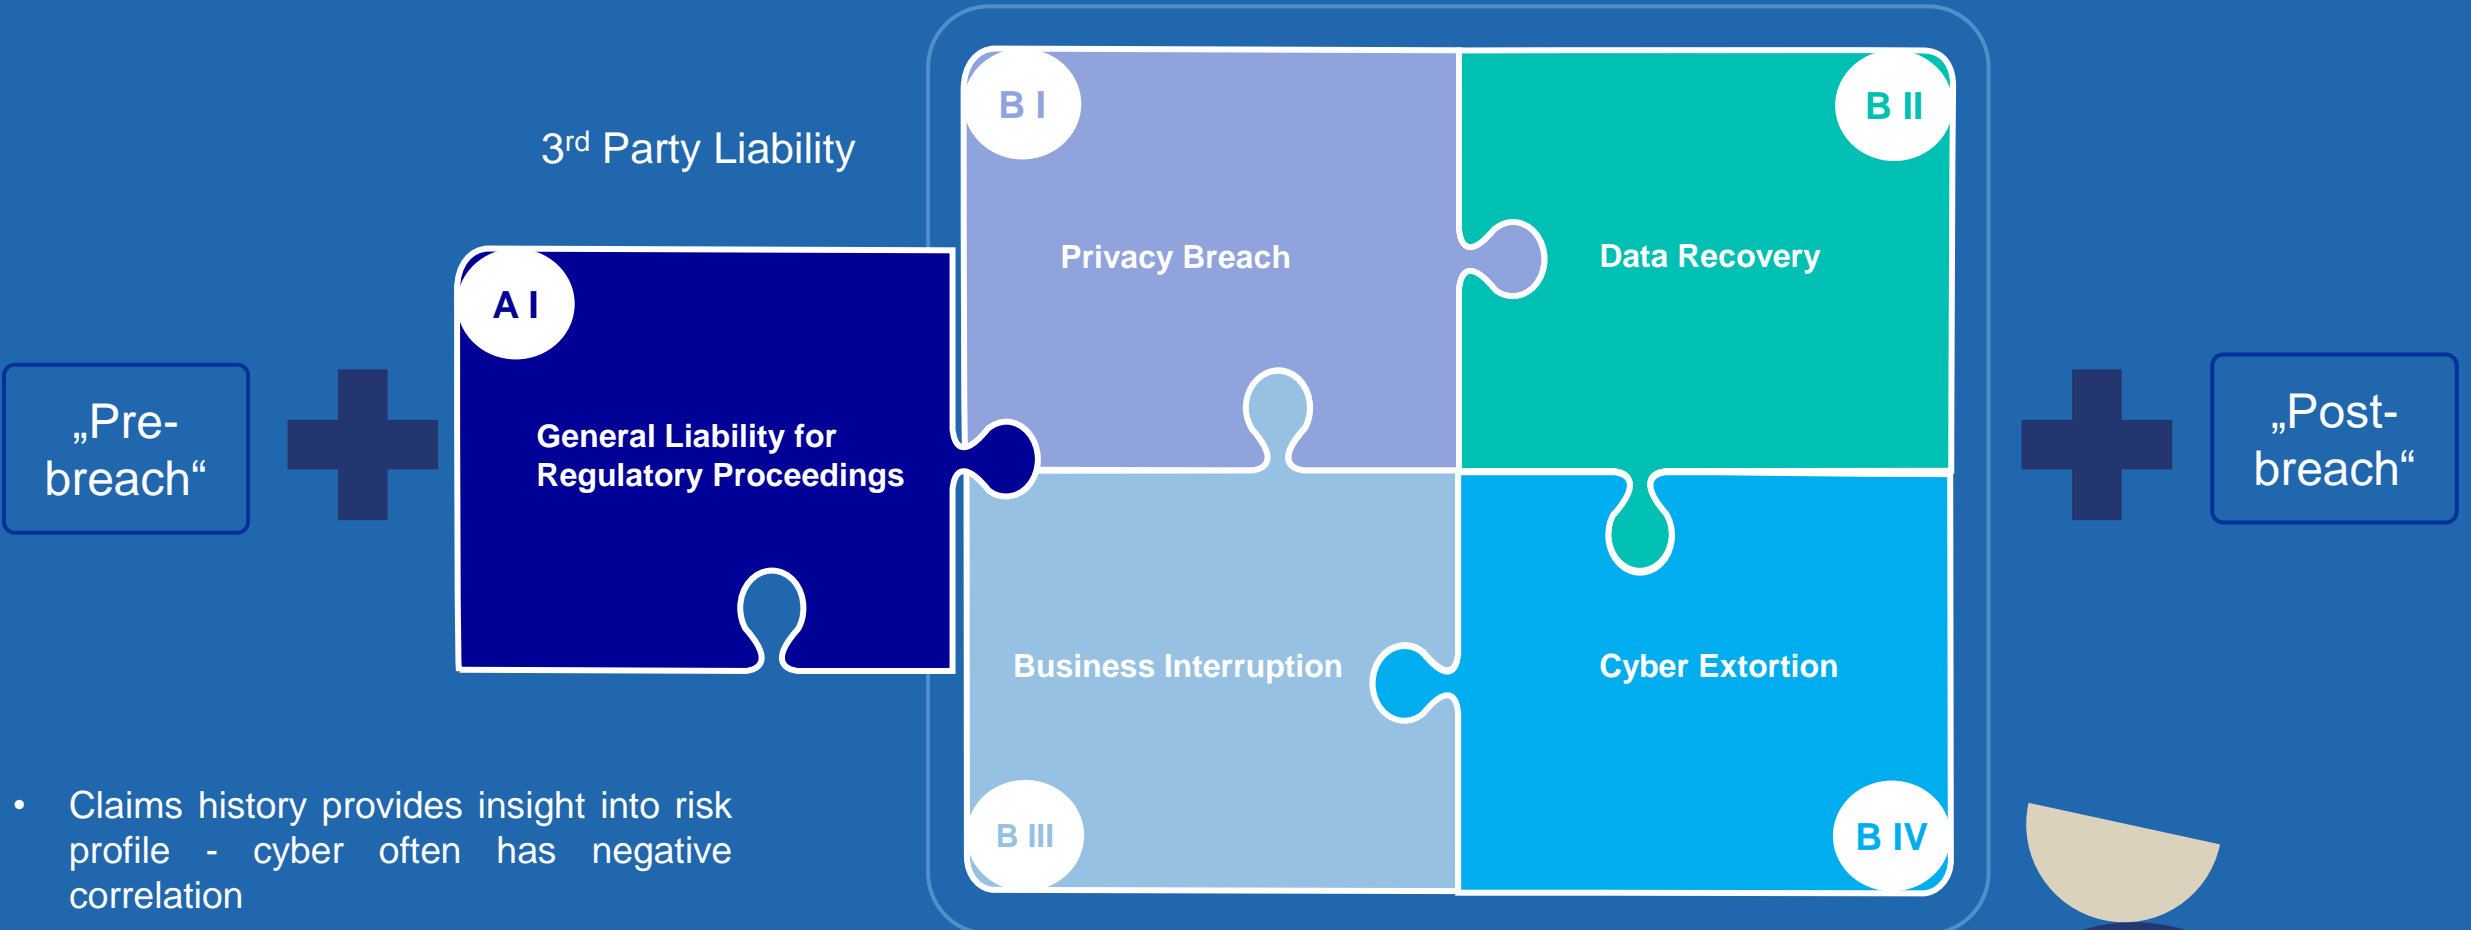 3rd Party Liability
B I
B II
Privacy Breach
Data Recovery
A I
General Liability for
Regulatory Proceedings
„Pre-
breach“
„Post-
breach“
Business Interruption
Cyber Extortion
B III
B IV
• Claims history provides insight into risk
profile - cyber often has negative
correlation